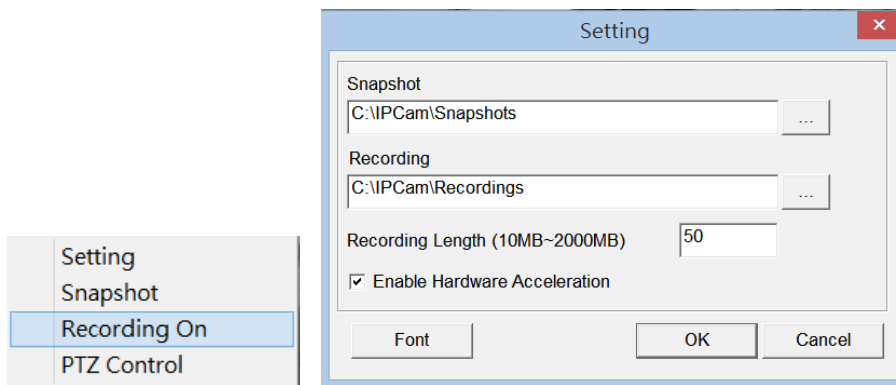 Setting
Snapshot
Recording On
PTZ Control
Setting
Snapshot
C:\IPCam\Snapshots
...
Recording
C:\IPCam\Recordings
...
Recording Length (10MB~2000MB) 50
Enable Hardware Acceleration
Font OK Cancel